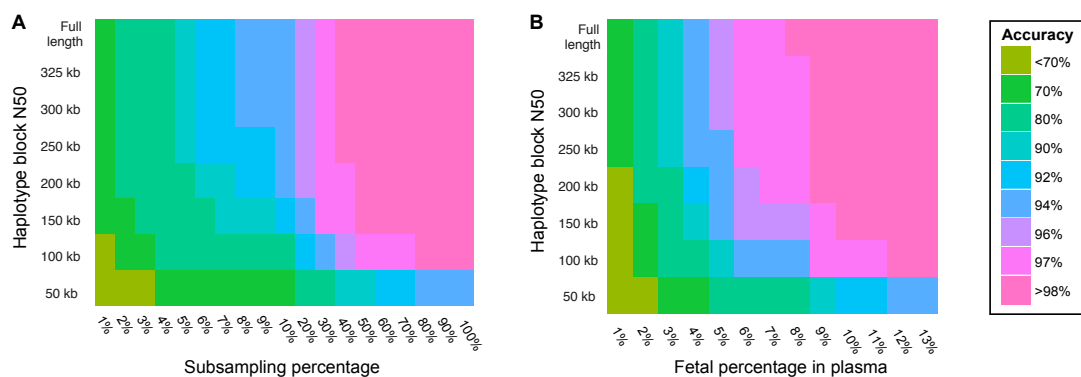 A
Haplotype block N50
Full
length
325 kb
300 kb
250 kb
200 kb
150 kb
100 kb
50 kb
1%
2%
3%
4%
5%
6%
7%
8%
9%
10%
20%
30%
40%
50%
60%
70%
80%
90%
100%
Subsampling percentage
B
Haplotype block N50
Full
length
325 kb
300 kb
250 kb
200 kb
150 kb
100 kb
50 kb
1%
2%
3%
4%
5%
6%
7%
8%
9%
10%
11%
12%
13%
Fetal percentage in plasma
Accuracy
<70%
70%
80%
90%
92%
94%
96%
97%
>98%